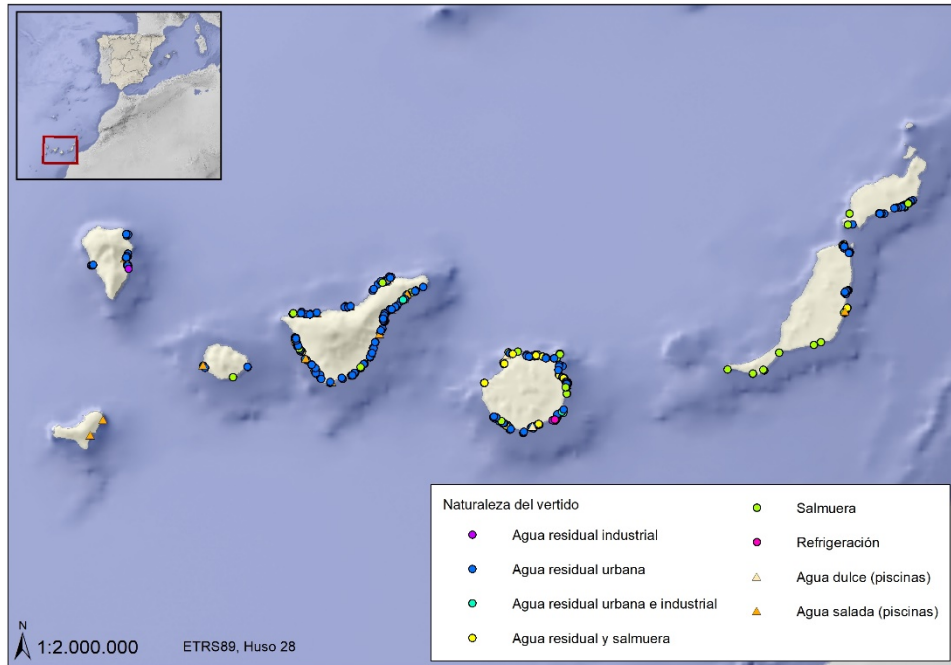 Naturaleza del vertido
Agua residual industrial
Agua residual urbana
Agua residual urbana e industrial
Agua residual y salmuera
Salmuera
Refrigeración
Agua dulce (piscinas)
Agua salada (piscinas)
N
1:2.000.000
ETRS89, Huso 28